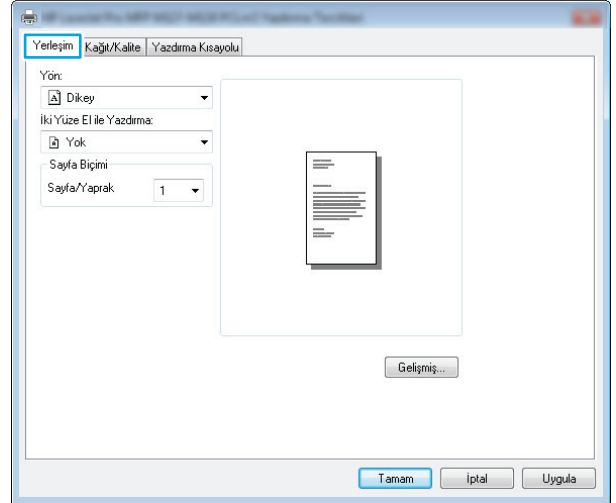 Yerleşim Kağıt/Kalite Yazdırma Kısayolu
Yön:
A Dikey
İki Yüze El ile Yazdırma:
Yok
Sayfa Biçimi
Sayfa/Yaprak 1
Gelişmiş...
Tamam İptal Uygula